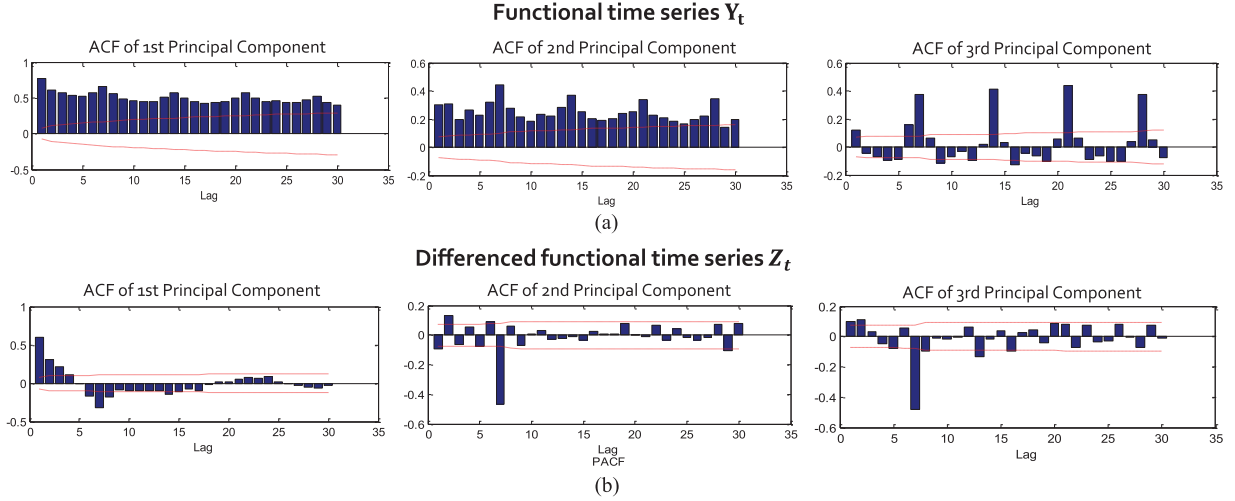 Functional time series Y_t
ACF of 1st Principal Component
1
0.5
0
-0.5
0 5 10 15 20 25 30 35
Lag
ACF of 2nd Principal Component
0.6
0.4
0.2
0
-0.2
0 5 10 15 20 25 30 35
Lag
ACF of 3rd Principal Component
0.6
0.4
0.2
0
-0.2
0 5 10 15 20 25 30 35
Lag
(a)
Differenced functional time series Z_t
ACF of 1st Principal Component
1
0.5
0
-0.5
0 5 10 15 20 25 30 35
Lag
ACF of 2nd Principal Component
0.2
0
-0.2
-0.4
-0.6
0 5 10 15 20 25 30 35
Lag
PACF
ACF of 3rd Principal Component
0.2
0
-0.2
-0.4
-0.6
0 5 10 15 20 25 30 35
Lag
(b)